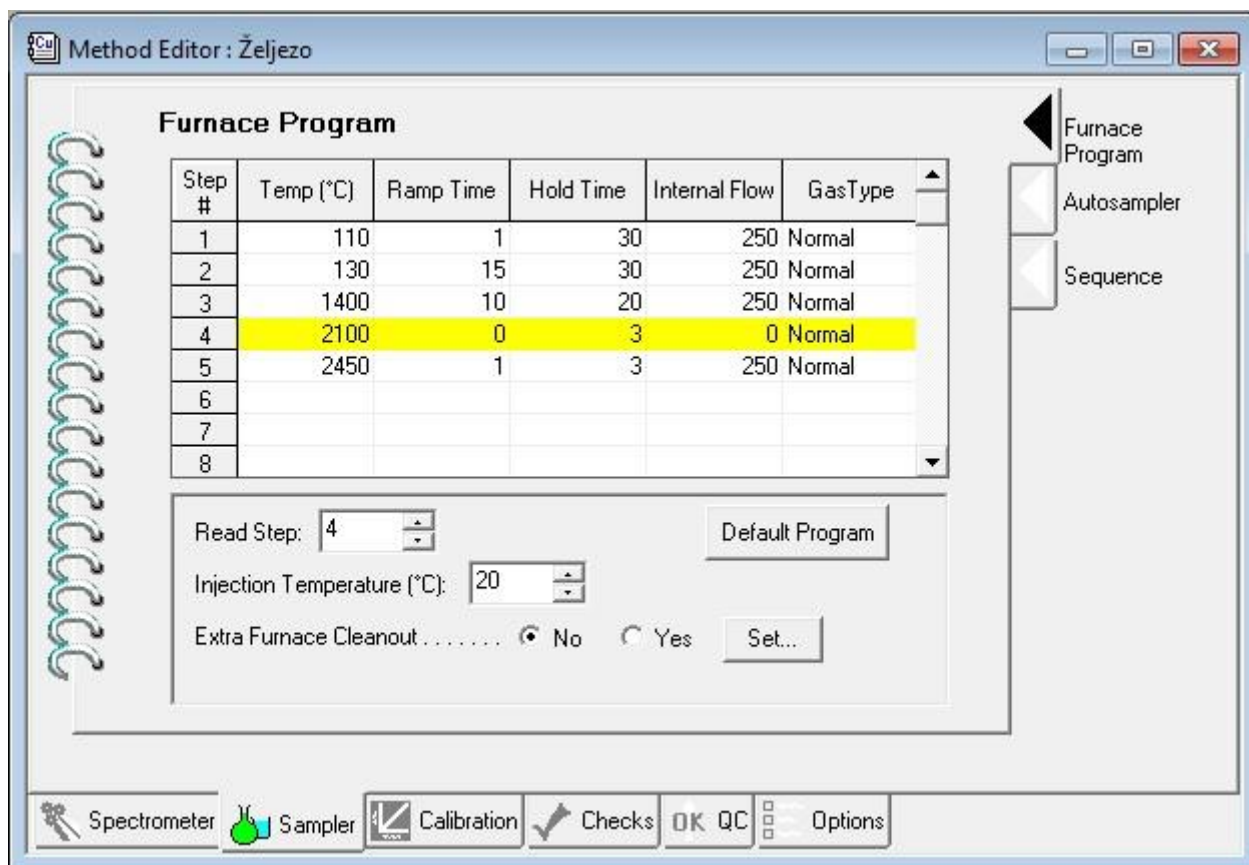 Method Editor : Željezo
Furnace Program
Step # Temp (°C) Ramp Time Hold Time Internal Flow GasType
1 110 1 30 250 Normal
2 130 15 30 250 Normal
3 1400 10 20 250 Normal
4 2100 0 3 0 Normal
5 2450 1 3 250 Normal
6
7
8
Read Step: 4
Default Program
Injection Temperature (°C): 20
Extra Furnace Cleanout . . . . . . . No Yes Set...
Furnace
Program
Autosampler
Sequence
Spectrometer Sampler Calibration Checks OK QC Options